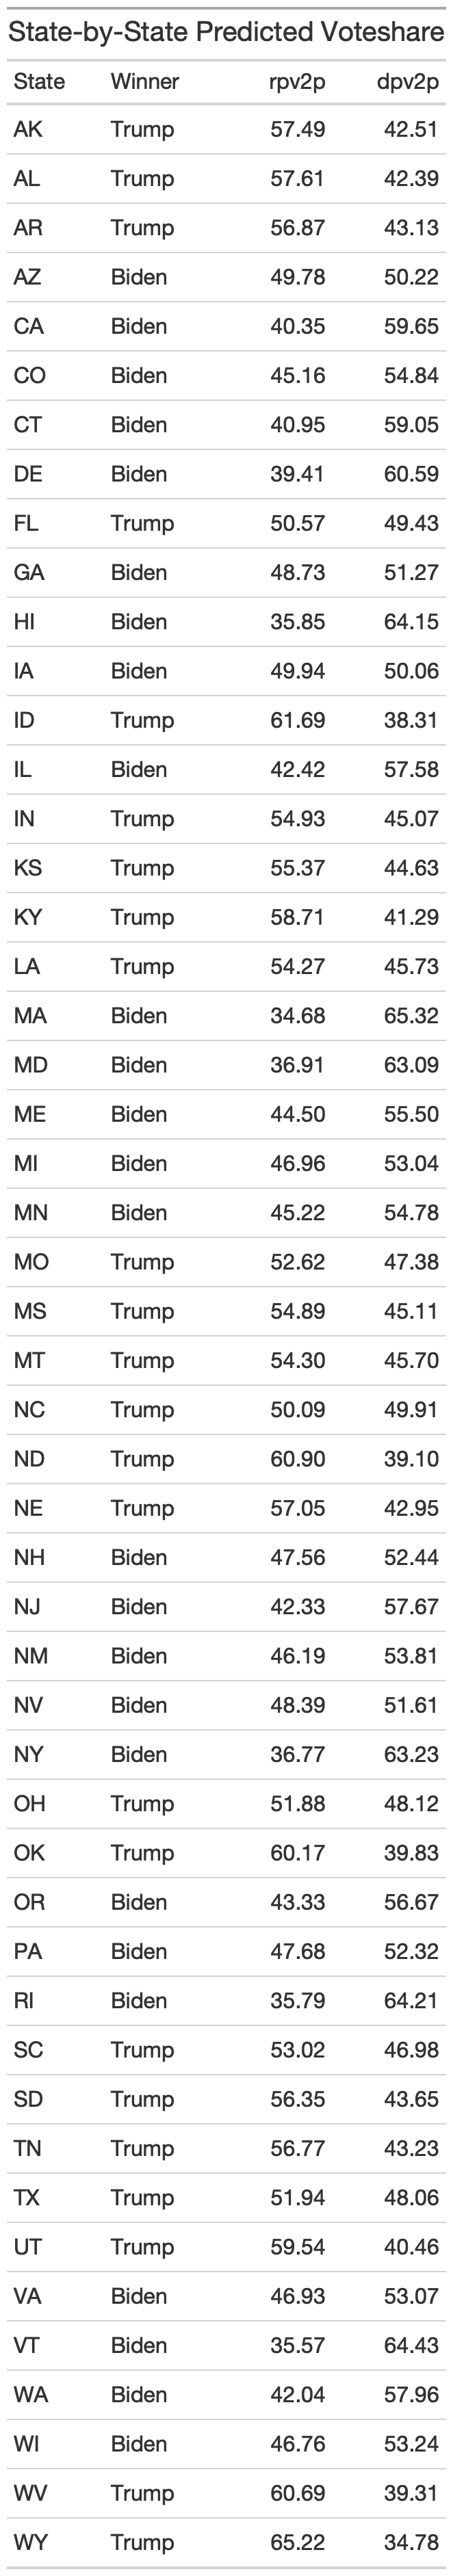 State-by-State Predicted Voteshare
State Winner rpv2p dpv2p
AK Trump 57.49 42.51
AL Trump 57.61 42.39
AR Trump 56.87 43.13
AZ Biden 49.78 50.22
CA Biden 40.35 59.65
CO Biden 45.16 54.84
CT Biden 40.95 59.05
DE Biden 39.41 60.59
FL Trump 50.57 49.43
GA Biden 48.73 51.27
HI Biden 35.85 64.15
IA Biden 49.94 50.06
ID Trump 61.69 38.31
IL Biden 42.42 57.58
IN Trump 54.93 45.07
KS Trump 55.37 44.63
KY Trump 58.71 41.29
LA Trump 54.27 45.73
MA Biden 34.68 65.32
MD Biden 36.91 63.09
ME Biden 44.50 55.50
MI Biden 46.96 53.04
MN Biden 45.22 54.78
MO Trump 52.62 47.38
MS Trump 54.89 45.11
MT Trump 54.30 45.70
NC Trump 50.09 49.91
ND Trump 60.90 39.10
NE Trump 57.05 42.95
NH Biden 47.56 52.44
NJ Biden 42.33 57.67
NM Biden 46.19 53.81
NV Biden 48.39 51.61
NY Biden 36.77 63.23
OH Trump 51.88 48.12
OK Trump 60.17 39.83
OR Biden 43.33 56.67
PA Biden 47.68 52.32
RI Biden 35.79 64.21
SC Trump 53.02 46.98
SD Trump 56.35 43.65
TN Trump 56.77 43.23
TX Trump 51.94 48.06
UT Trump 59.54 40.46
VA Biden 46.93 53.07
VT Biden 35.57 64.43
WA Biden 42.04 57.96
WI Biden 46.76 53.24
WV Trump 60.69 39.31
WY Trump 65.22 34.78